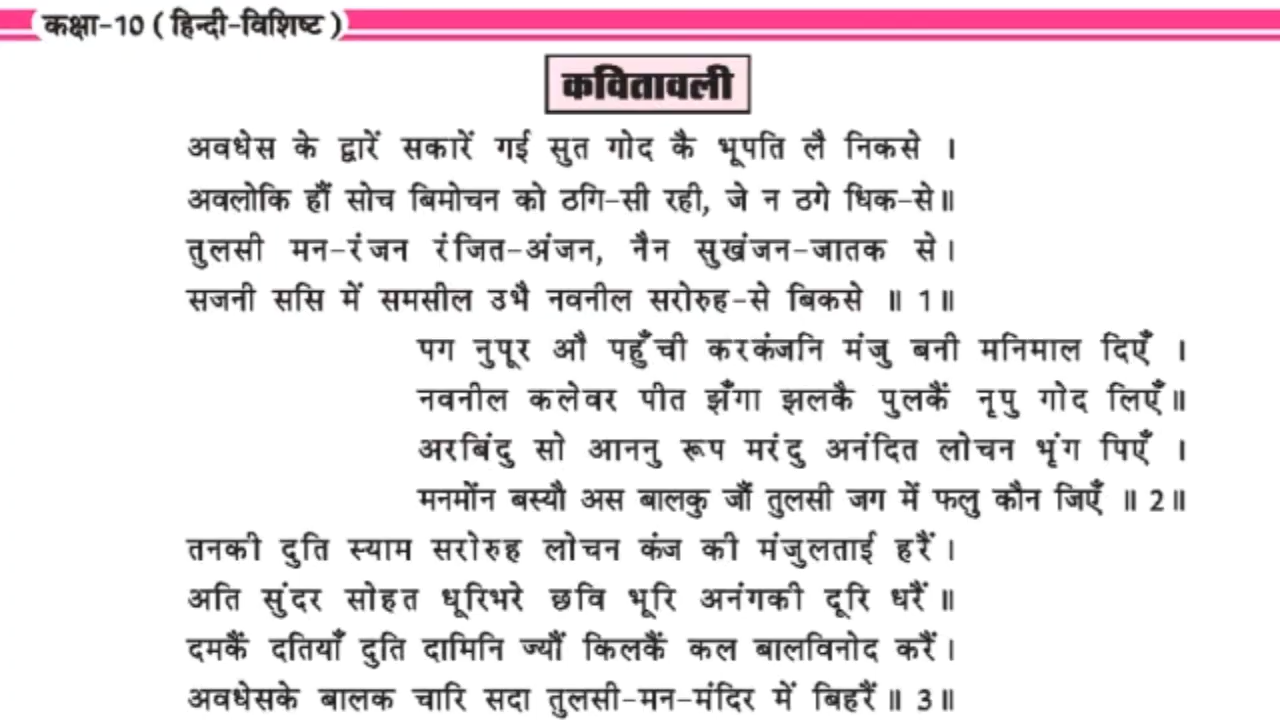 कक्षा-10 ( हिन्दी-विशिष्ट )
कवितावली
अवधेस के द्वारें सकारें गई सुत गोद कै भूपति लै निकसे ।
अवलोकि हौं सोच बिमोचन को ठगि-सी रही, जे न ठगे धिक-से॥
तुलसी मन-रंजन रंजित-अंजन, नैन सुखंजन-जातक से।
सजनी ससि में समसील उभै नवनील सरोरुह-से बिकसे ॥ 1॥
पग नुपूर औ पहुँची करकंजनि मंजु बनी मनिमाल दिएँ ।
नवनील कलेवर पीत झँगा झलकै पुलकैं नृपु गोद लिएँ॥
अरबिंदु सो आननु रूप मरंदु अनंदित लोचन भृंग पिएँ ।
मनमोंन बस्यौ अस बालकु जौं तुलसी जग में फलु कौन जिएँ ॥ 2॥
तनकी दुति स्याम सरोरुह लोचन कंज की मंजुलताई हरैं।
अति सुंदर सोहत धूरिभरे छवि भूरि अनंगकी दूरि धरैं ॥
दमकैं दतियाँ दुति दामिनि ज्यौं किलकैं कल बालविनोद करैं।
अवधेसके बालक चारि सदा तुलसी-मन-मंदिर में बिहरैं॥ 3॥